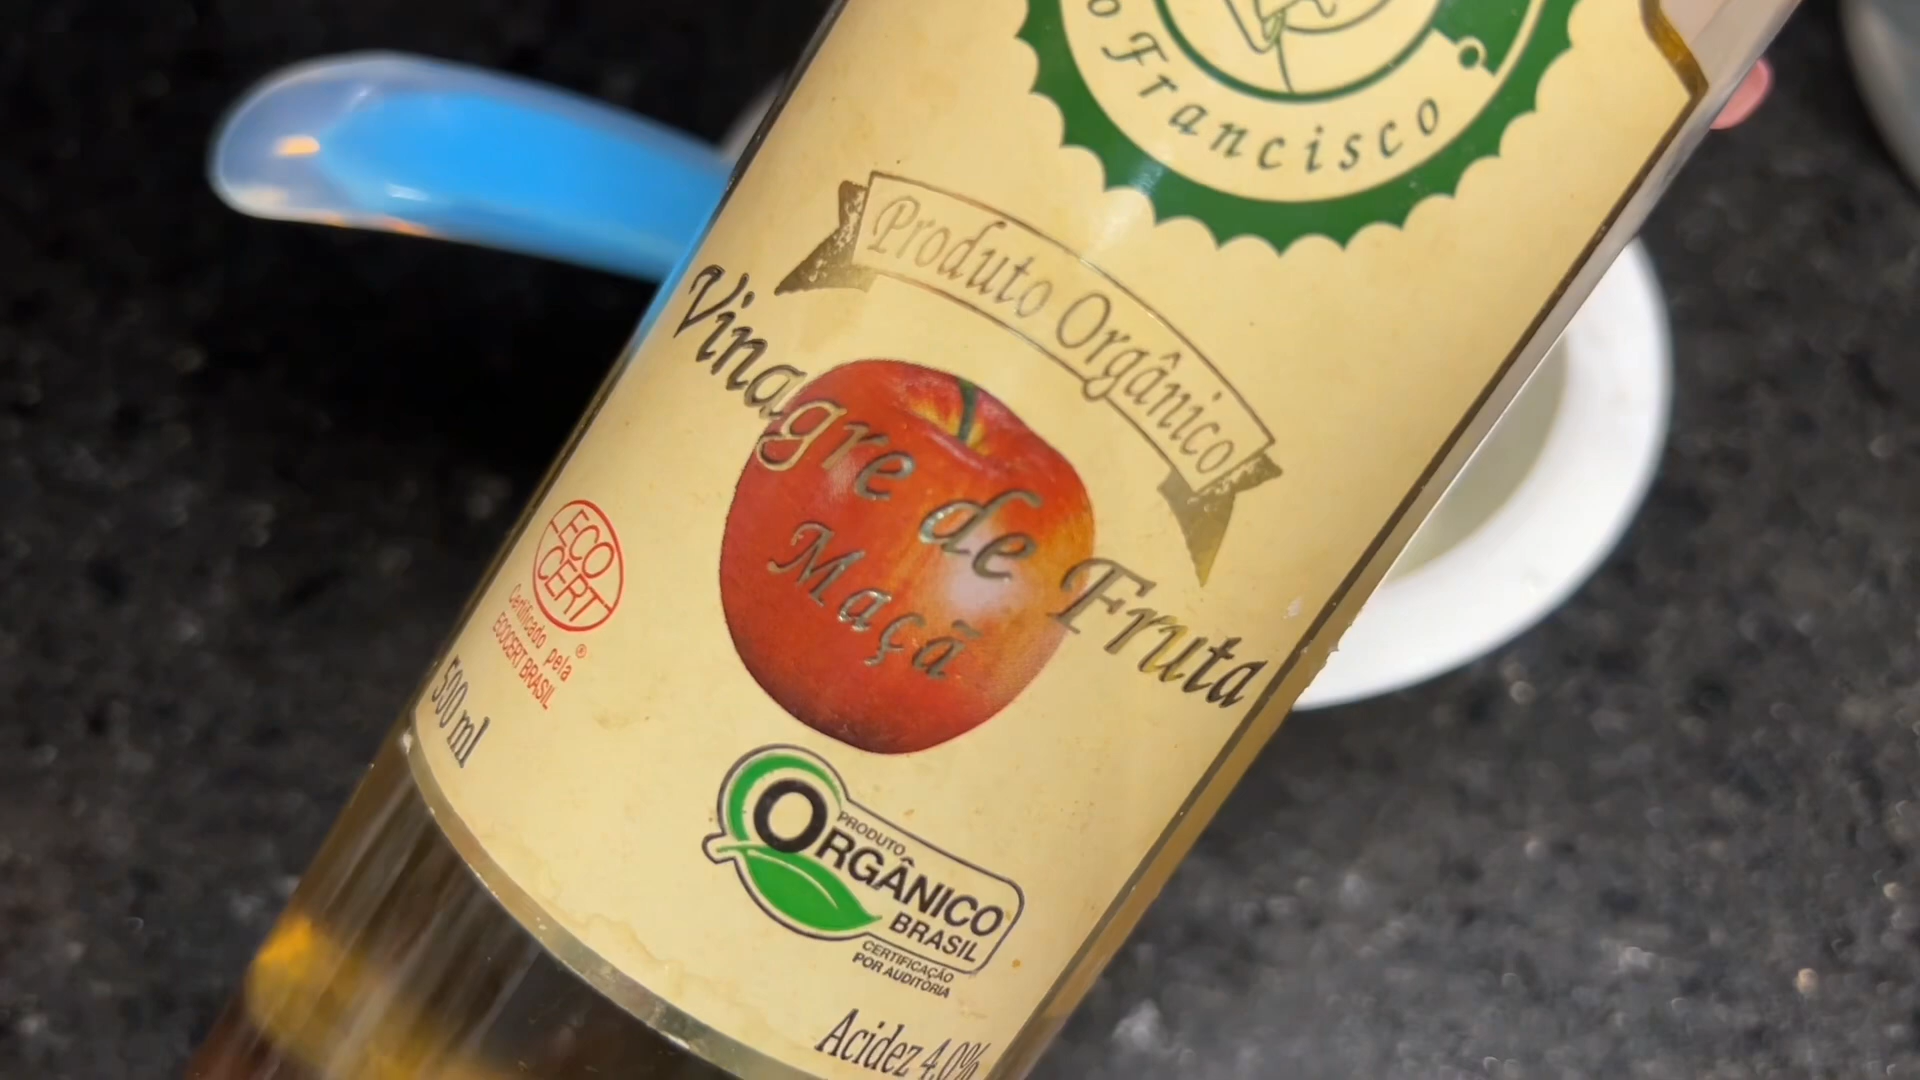 o Francisco
Produto Orgânico
Vinagre de Fruta
Maçã
ECO
CERT
®
Certificado pela
ECOCERT BRASIL
500 ml
PRODUTO
ORGÂNICO
BRASIL
CERTIFICAÇÃO
POR AUDITORIA
Acidez 4,0%